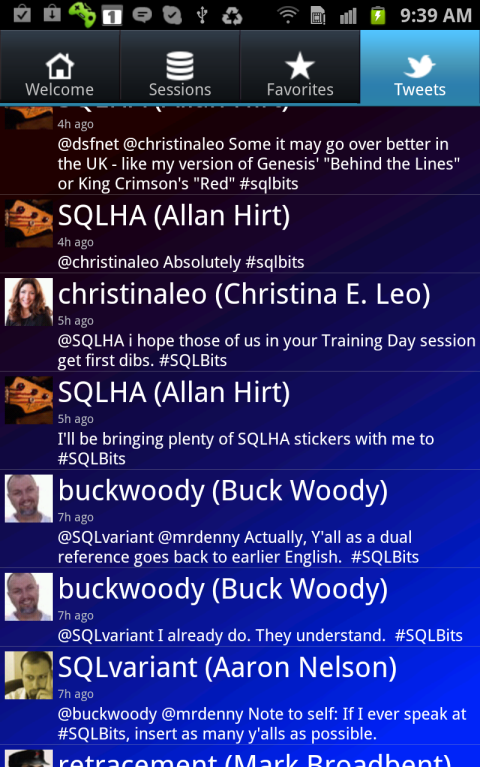 1
9:39 AM
Welcome
Sessions
Favorites
Tweets
SQLHA (Allan Hirt)
4h ago
@dsfnet @christinaleo Some it may go over better in
the UK - like my version of Genesis' "Behind the Lines"
or King Crimson's "Red" #sqlbits
SQLHA (Allan Hirt)
4h ago
@christinaleo Absolutely #sqlbits
christinaleo (Christina E. Leo)
5h ago
@SQLHA i hope those of us in your Training Day session
get first dibs. #SQLBits
SQLHA (Allan Hirt)
5h ago
I'll be bringing plenty of SQLHA stickers with me to
#SQLBits
buckwoody (Buck Woody)
7h ago
@SQLvariant @mrdenny Actually, Y'all as a dual
reference goes back to earlier English.  #SQLBits
buckwoody (Buck Woody)
7h ago
@SQLvariant I already do. They understand.  #SQLBits
SQLvariant (Aaron Nelson)
7h ago
@buckwoody @mrdenny Note to self: If I ever speak at
#SQLBits, insert as many y'alls as possible.
retracement (Mark Broadbent)